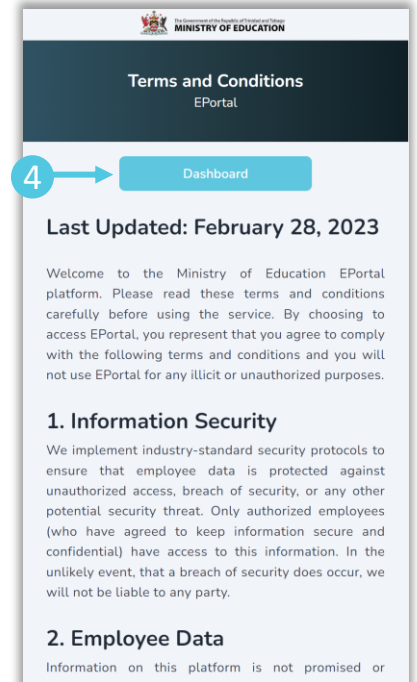 The Government of the Republic of Trinidad and Tobago
MINISTRY OF EDUCATION
Terms and Conditions
EPortal
4
Dashboard
Last Updated: February 28, 2023
Welcome to the Ministry of Education EPortal
platform. Please read these terms and conditions
carefully before using the service. By choosing to
access EPortal, you represent that you agree to comply
with the following terms and conditions and you will
not use EPortal for any illicit or unauthorized purposes.
1. Information Security
We implement industry-standard security protocols to
ensure that employee data is protected against
unauthorized access, breach of security, or any other
potential security threat. Only authorized employees
(who have agreed to keep information secure and
confidential) have access to this information. In the
unlikely event, that a breach of security does occur, we
will not be liable to any party.
2. Employee Data
Information on this platform is not promised or